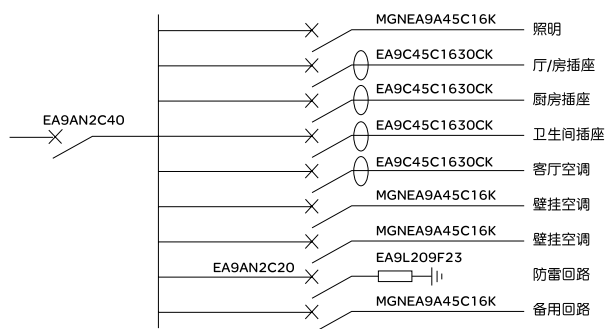 MGNEA9A45C16K 照明
EA9C45C1630CK 厅/房插座
EA9C45C1630CK 厨房插座
EA9AN2C40
EA9C45C1630CK 卫生间插座
EA9C45C1630CK 客厅空调
MGNEA9A45C16K 壁挂空调
MGNEA9A45C16K 壁挂空调
EA9AN2C20 EA9L209F23 防雷回路
MGNEA9A45C16K 备用回路